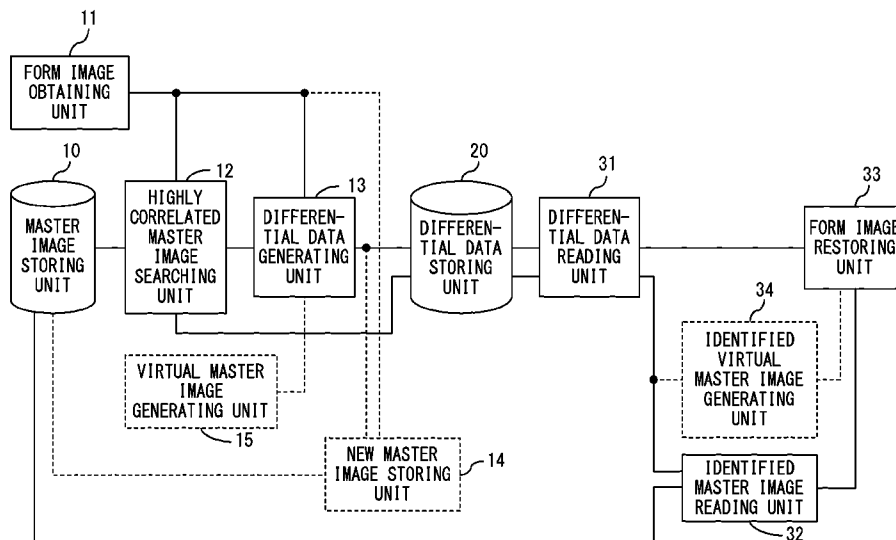 11
FORM IMAGE
OBTAINING
UNIT
10
MASTER
IMAGE
STORING
UNIT
12
HIGHLY
CORRELATED
MASTER
IMAGE
SEARCHING
UNIT
13
DIFFEREN-
TIAL DATA
GENERATING
UNIT
20
DIFFEREN-
TIAL DATA
STORING
UNIT
31
DIFFEREN-
TIAL DATA
READING
UNIT
33
FORM IMAGE
RESTORING
UNIT
34
IDENTIFIED
VIRTUAL
MASTER IMAGE
GENERATING
UNIT
VIRTUAL MASTER
IMAGE
GENERATING UNIT
15
NEW MASTER
IMAGE STORING
UNIT
14
IDENTIFIED
MASTER IMAGE
READING UNIT
32